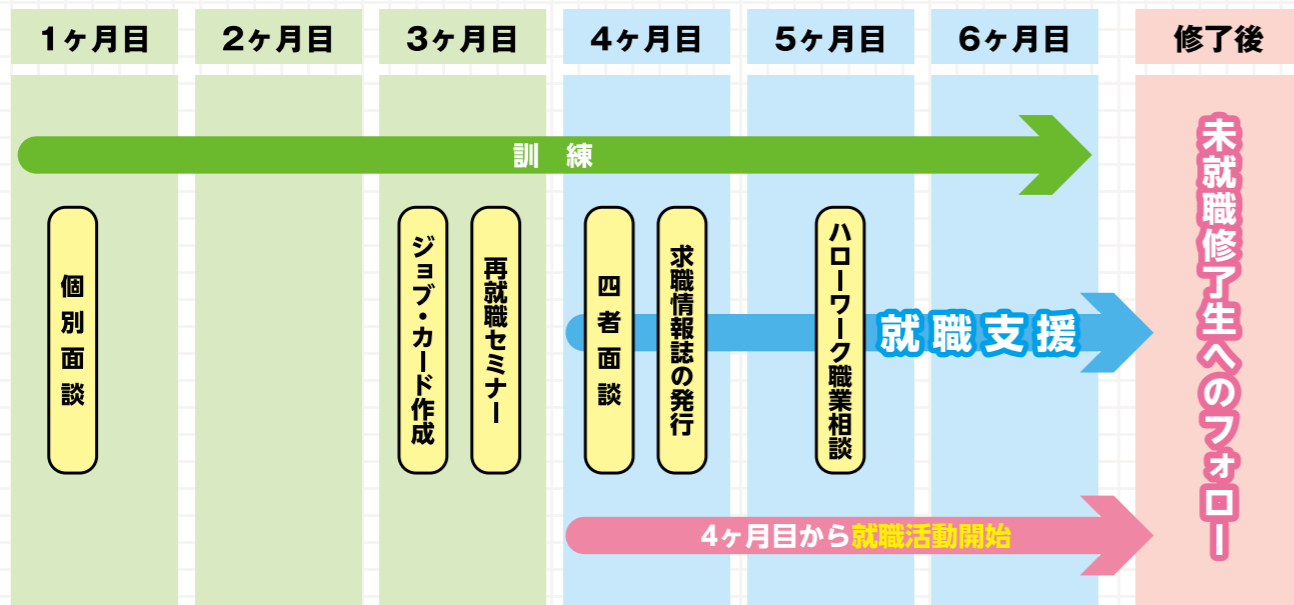 1ヶ月目
2ヶ月目
3ヶ月目
4ヶ月目
5ヶ月目
6ヶ月目
修了後
訓練
個別面談
ジョブ・カード作成
再就職セミナー
四者面談
求職情報誌の発行
ハローワーク職業相談
就職支援
4ヶ月目から就職活動開始
未就職修了生へのフォロー